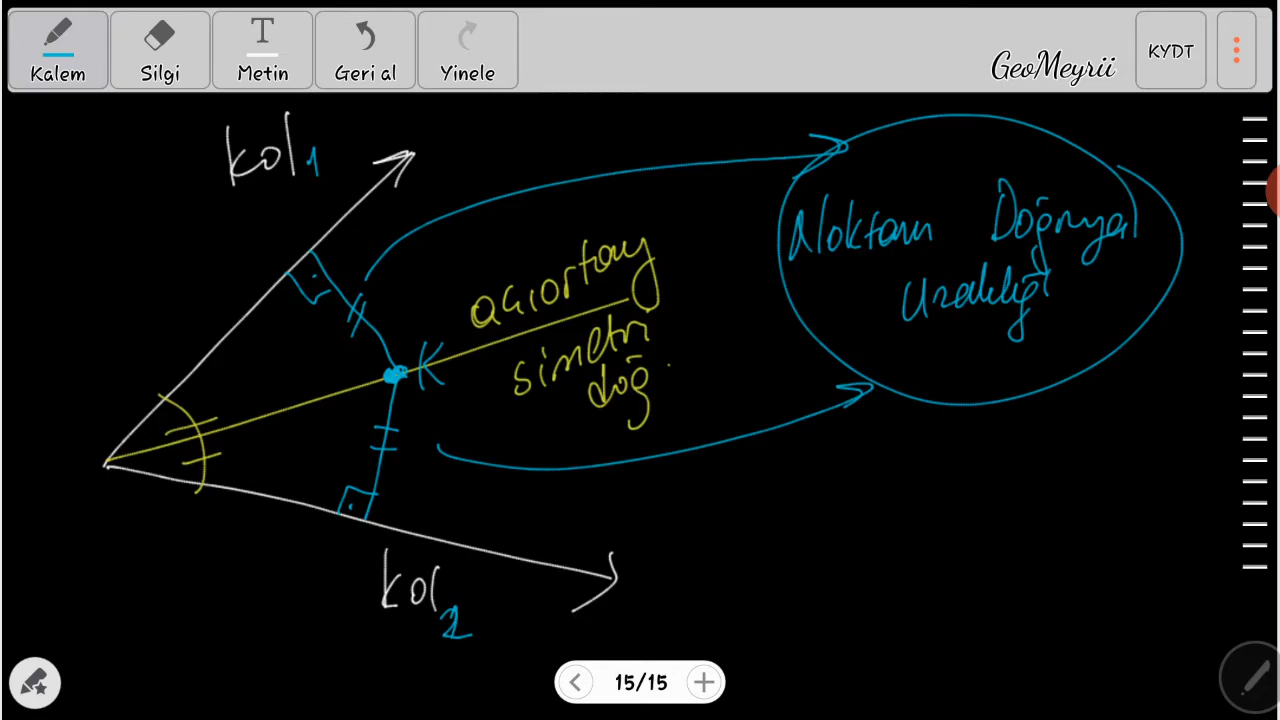 Kalem
Silgi
Metin
Geri al
Yinele
GeoMeyrii
KYDT
kol1
Noktanın Doğruya
Uzaklığı
açıortay
simetri
doğ.
K
kol2
15/15